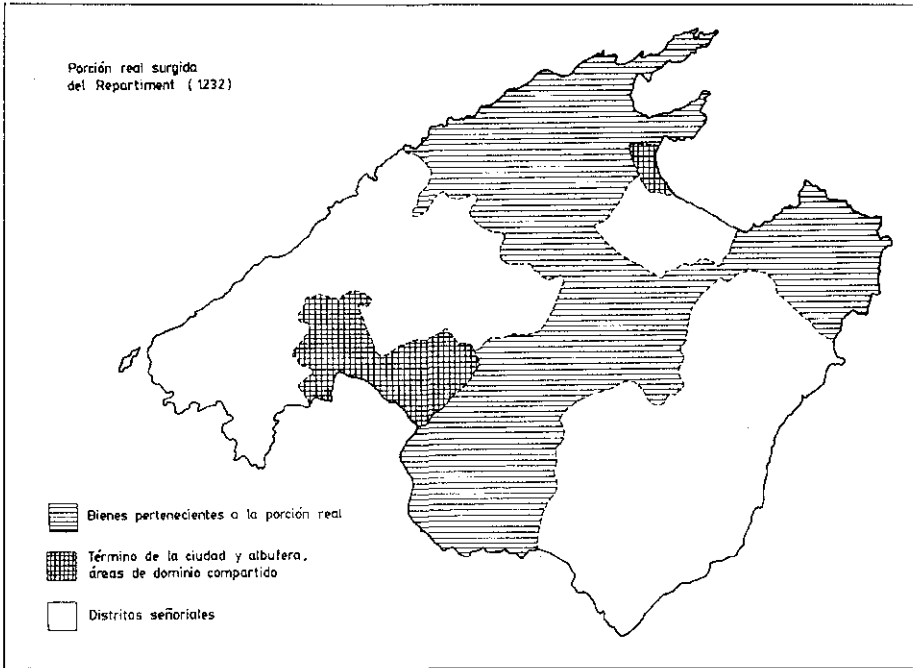 Porción real surgida
del Repartiment (1232)
Bienes pertenecientes a la porción real
Término de la ciudad y albufera,
áreas de dominio compartido
Distritos señoriales